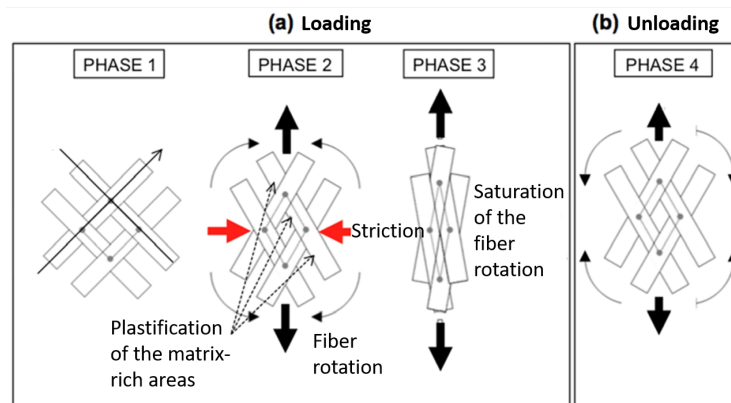 (a) Loading
(b) Unloading
PHASE 1
PHASE 2
PHASE 3
PHASE 4
Striction
Saturation
of the
fiber
rotation
Plastification
of the matrix-
rich areas
Fiber
rotation